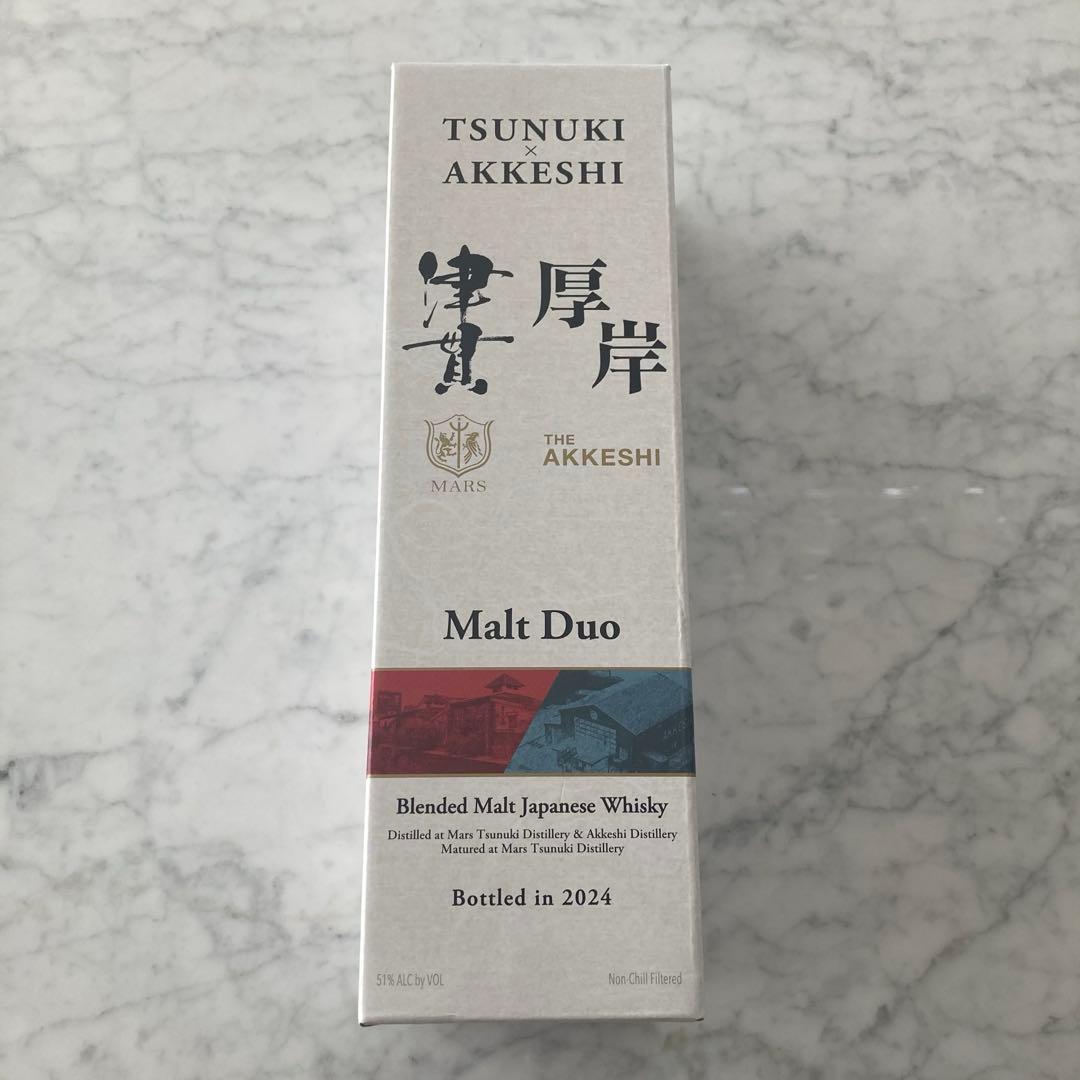 TSUNUKI
×
AKKESHI
津貫
厚岸
MARS
THE
AKKESHI
Malt Duo
Blended Malt Japanese Whisky
Distilled at Mars Tsunuki Distillery & Akkeshi Distillery
Matured at Mars Tsunuki Distillery
Bottled in 2024
51% ALC by VOL
Non-Chill Filtered